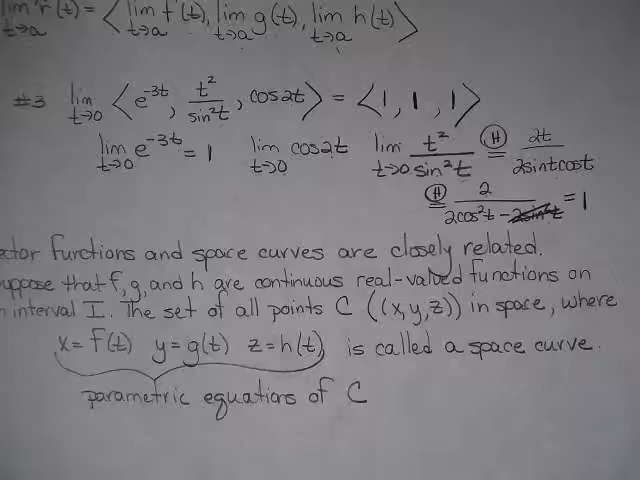 lim r(t) = ⟨ lim f(t), lim g(t), lim h(t) ⟩
t→a t→a t→a t→a
#3 lim ⟨ e^-3t, t²/sin²t, cos2t ⟩ = ⟨1, 1, 1⟩
t→0
lim e^-3t = 1 lim cos2t lim t²/sin²t Ⓗ= 2t/2sintcost
t→0 t→0 t→0
Ⓗ= 2/2cos²t - 2sin²t = 1
ector functions and space curves are closely related.
uppose that f, g, and h are continuous real-valued functions on
interval I. The set of all points C ((x,y,z)) in space, where
x = f(t) y = g(t) z = h(t) is called a space curve.
parametric equations of C